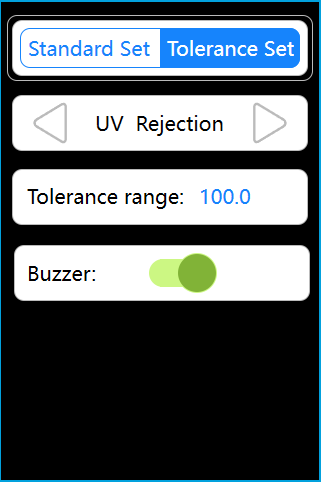 Standard Set Tolerance Set
UV Rejection
Tolerance range: 100.0
Buzzer: